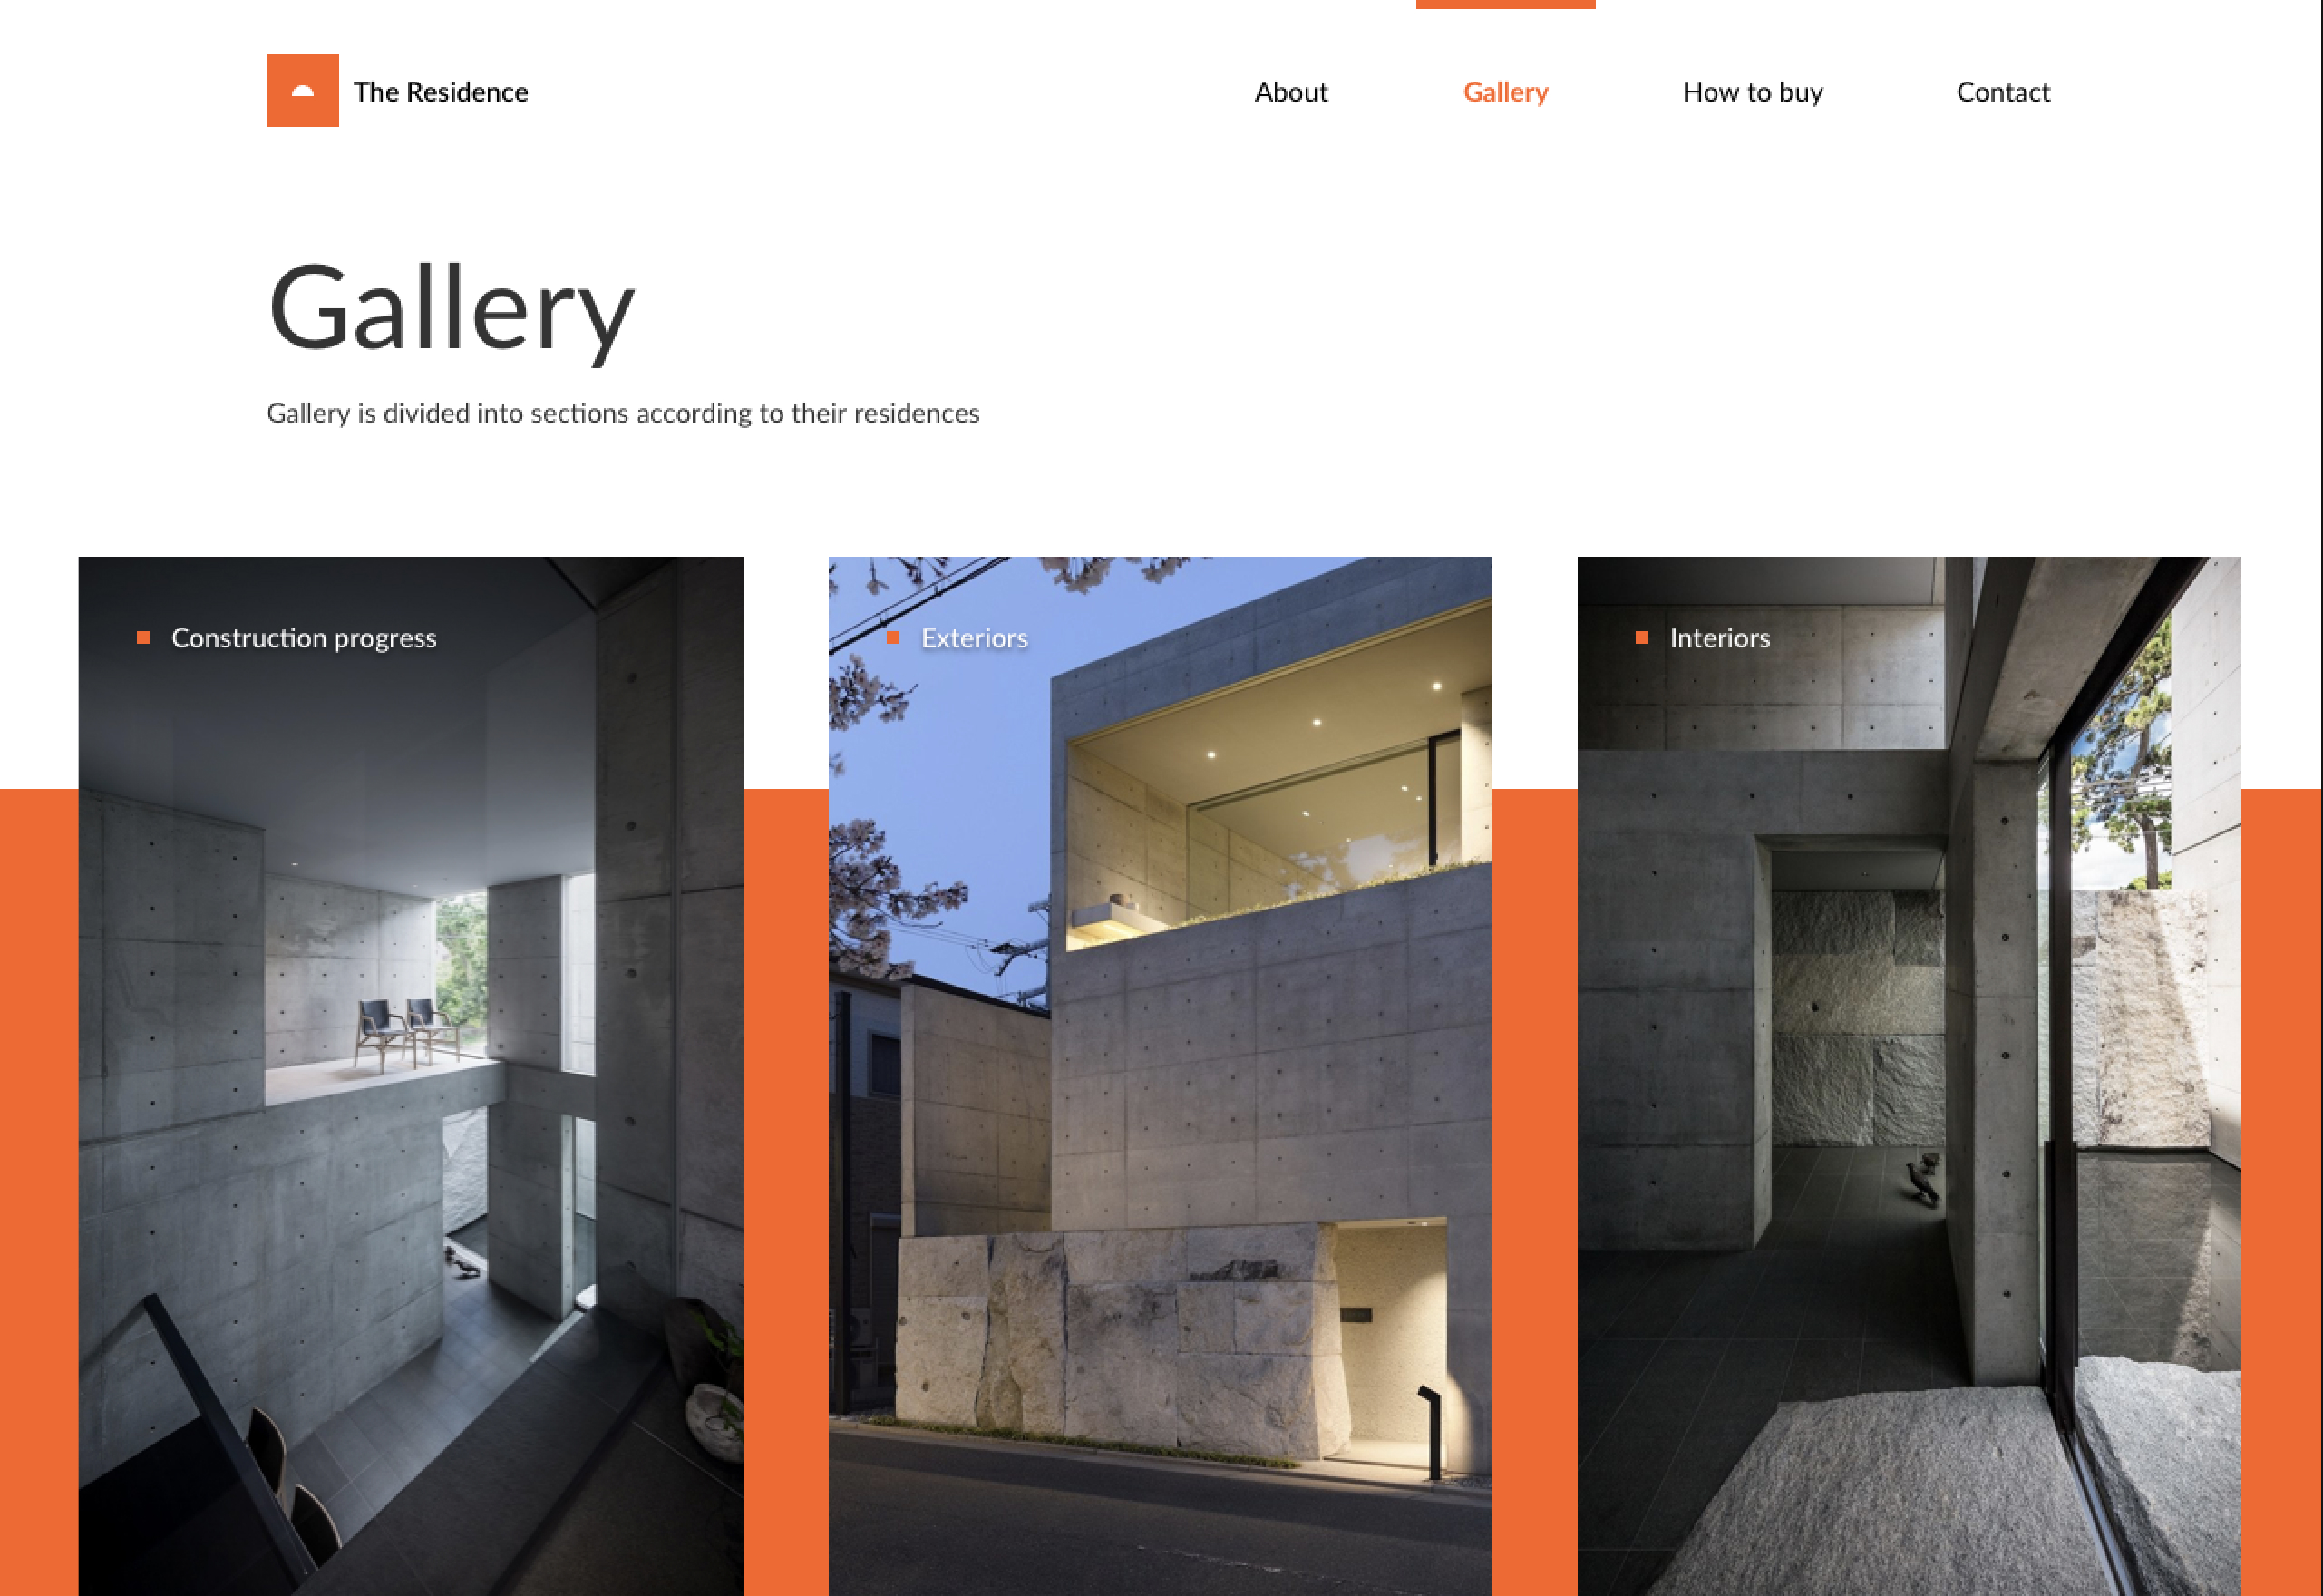 The Residence
About
Gallery
How to buy
Contact
Gallery
Gallery is divided into sections according to their residences
Construction progress
Exteriors
Interiors